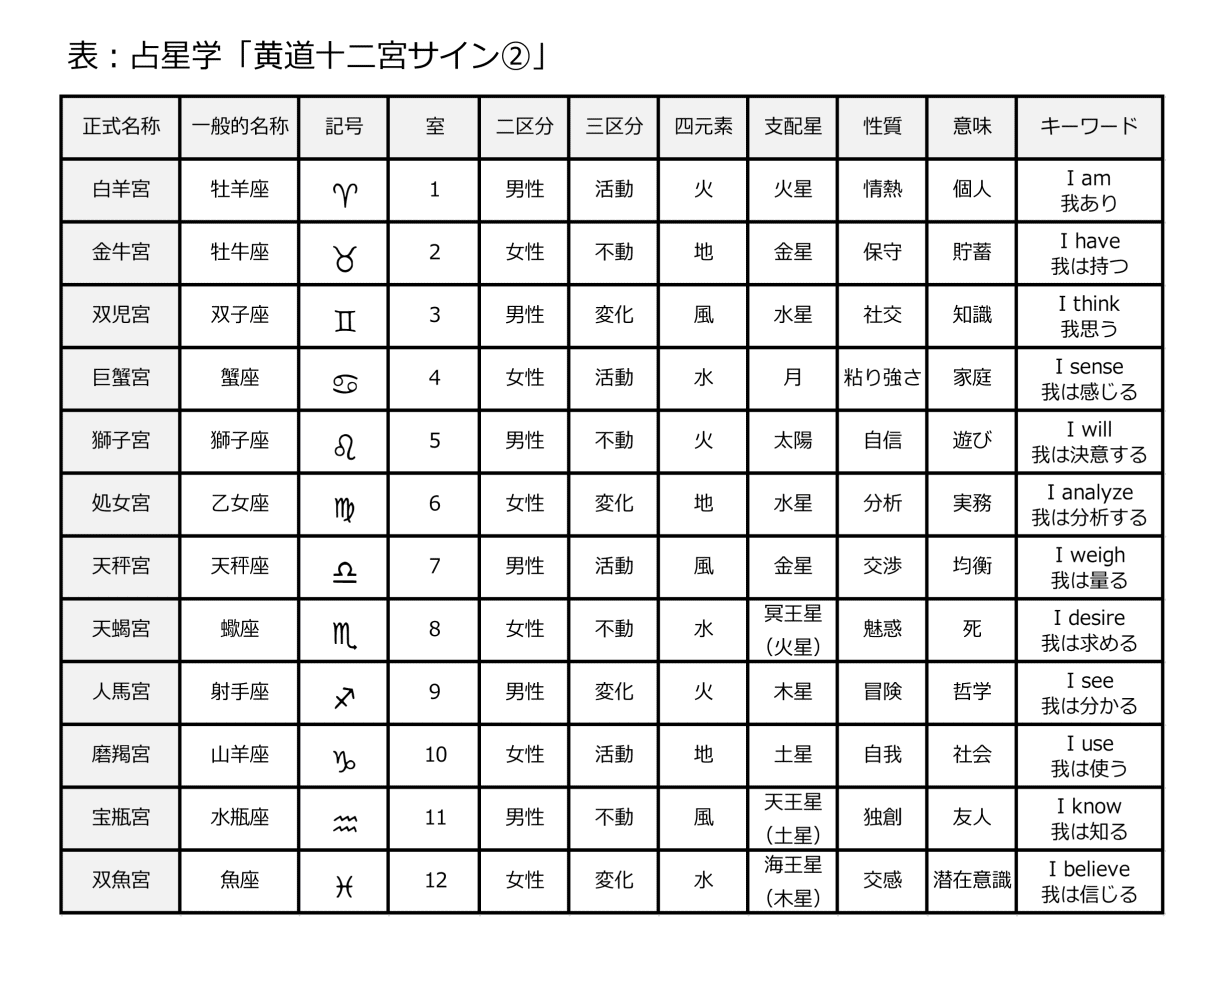 表：占星学「黄道十二宮サイン②」
正式名称 一般的名称 記号 室 二区分 三区分 四元素 支配星 性質 意味 キーワード
白羊宮 牡羊座 ♈ 1 男性 活動 火 火星 情熱 個人 I am 我あり
金牛宮 牡牛座 ♉ 2 女性 不動 地 金星 保守 貯蓄 I have 我は持つ
双児宮 双子座 ♊ 3 男性 変化 風 水星 社交 知識 I think 我思う
巨蟹宮 蟹座 ♋ 4 女性 活動 水 月 粘り強さ 家庭 I sense 我は感じる
獅子宮 獅子座 ♌ 5 男性 不動 火 太陽 自信 遊び I will 我は決意する
処女宮 乙女座 ♍ 6 女性 変化 地 水星 分析 実務 I analyze 我は分析する
天秤宮 天秤座 ♎ 7 男性 活動 風 金星 交渉 均衡 I weigh 我は量る
天蝎宮 蠍座 ♏ 8 女性 不動 水 冥王星（火星） 魅惑 死 I desire 我は求める
人馬宮 射手座 ♐ 9 男性 変化 火 木星 冒険 哲学 I see 我は分かる
磨羯宮 山羊座 ♑ 10 女性 活動 地 土星 自我 社会 I use 我は使う
宝瓶宮 水瓶座 ♒ 11 男性 不動 風 天王星（土星） 独創 友人 I know 我は知る
双魚宮 魚座 ♓ 12 女性 変化 水 海王星（木星） 交感 潜在意識 I believe 我は信じる